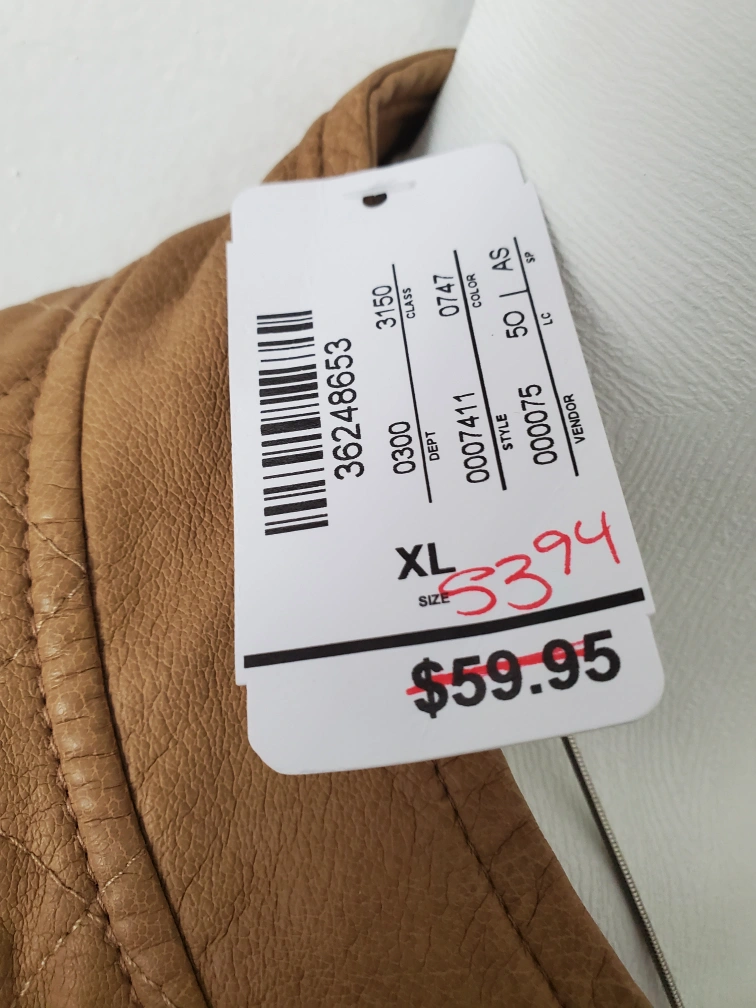 36248653
0300 3150
DEPT CLASS
0007411 0747
STYLE COLOR
000075 50 AS
VENDOR LC SP
XL
SIZE
5394
$59.95